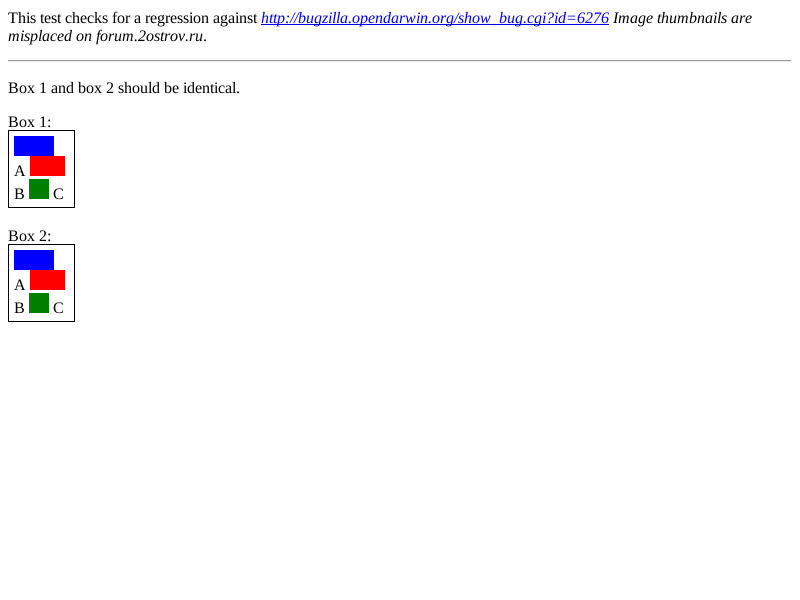 This test checks for a regression against http://bugzilla.opendarwin.org/show_bug.cgi?id=6276 Image thumbnails are
misplaced on forum.2ostrov.ru.
Box 1 and box 2 should be identical.
Box 1:
A
B C
Box 2:
A
B C